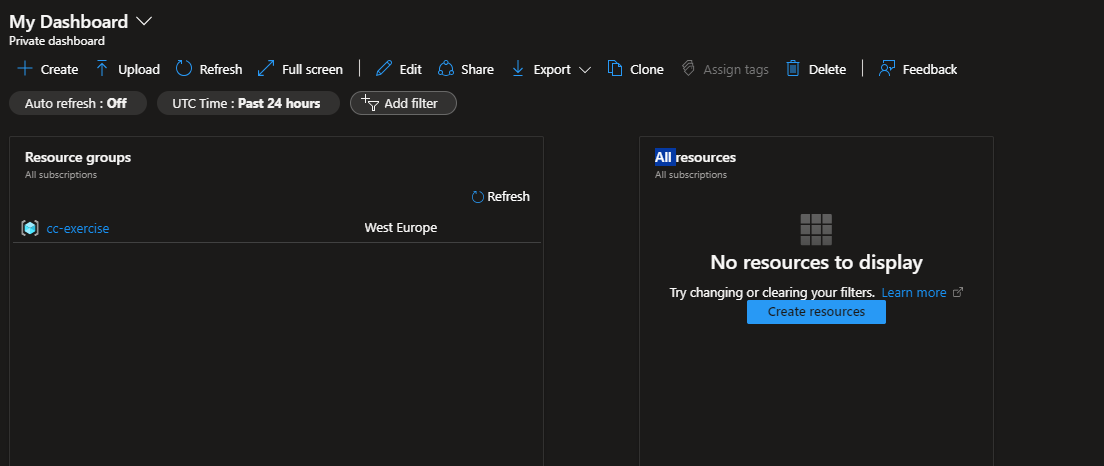 My Dashboard
Private dashboard
Create Upload Refresh Full screen Edit Share Export Clone Assign tags Delete Feedback
Auto refresh : Off UTC Time : Past 24 hours Add filter
Resource groups
All subscriptions
Refresh
cc-exercise West Europe
All resources
All subscriptions
No resources to display
Try changing or clearing your filters. Learn more
Create resources